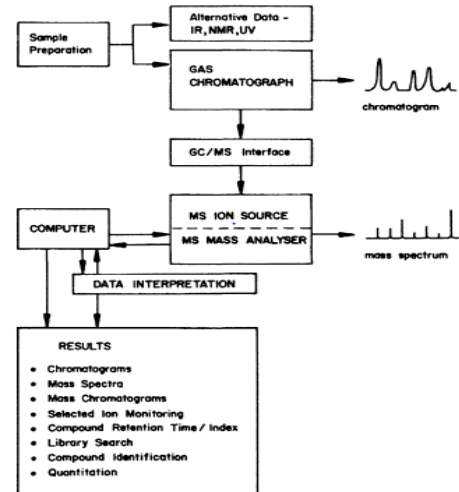 Sample
Preparation
Alternative Data -
IR,NMR,UV
GAS
CHROMATOGRAPH
chromatogram
GC/MS Interface
COMPUTER
MS ION SOURCE
MS MASS ANALYSER
mass spectrum
DATA INTERPRETATION
RESULTS
• Chromatograms
• Mass Spectra
• Mass Chromatograms
• Selected Ion Monitoring
• Compound Retention Time/Index
• Library Search
• Compound Identification
• Quantitation